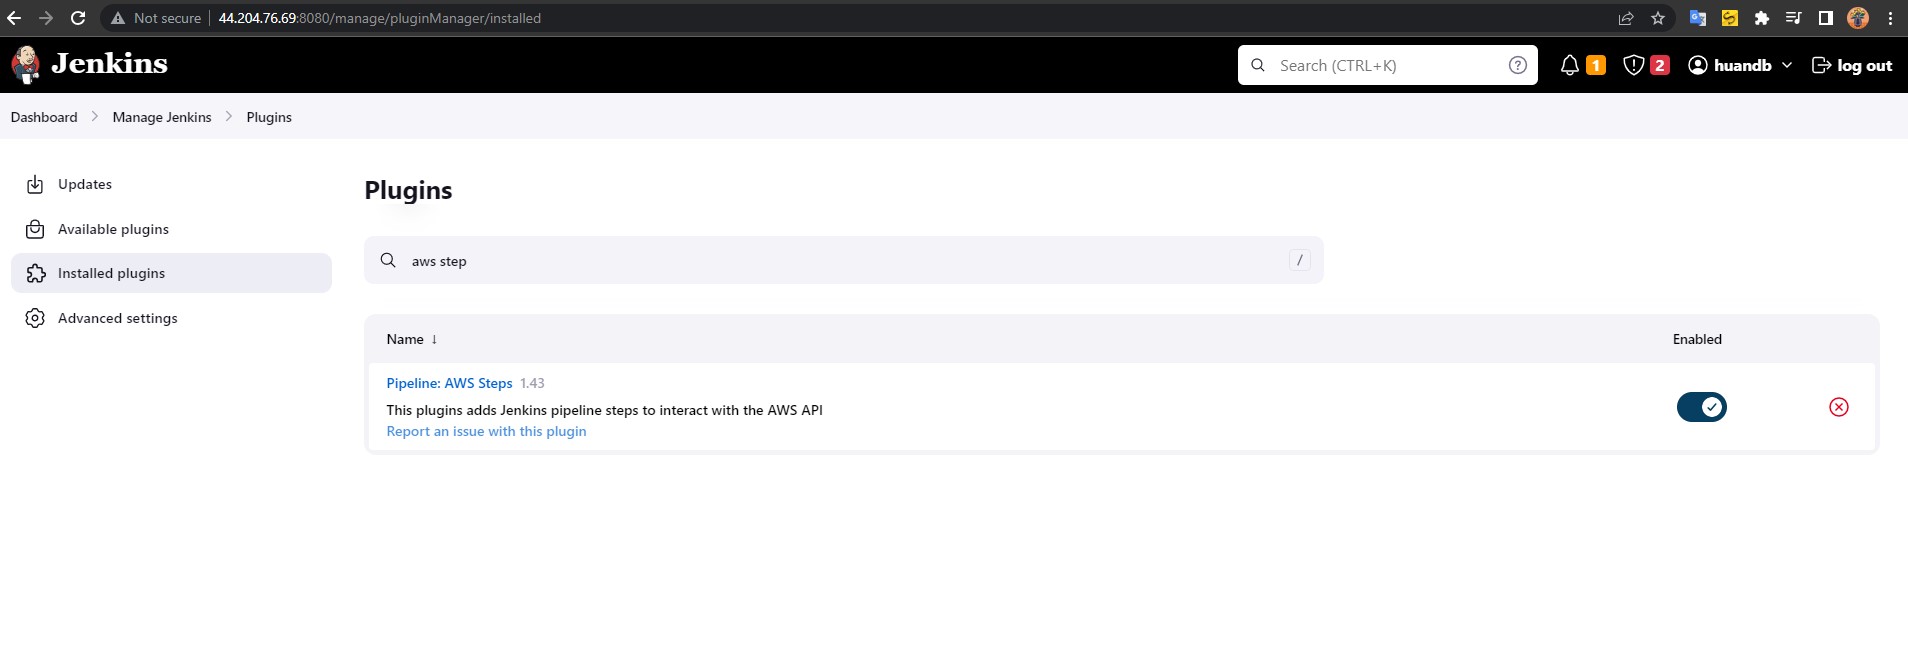 Not secure | 44.204.76.69:8080/manage/pluginManager/installed
Jenkins
Search (CTRL+K) ?
1
2
huandb
log out
Dashboard > Manage Jenkins > Plugins
Updates
Available plugins
Installed plugins
Advanced settings
Plugins
aws step /
Name ↓ Enabled
Pipeline: AWS Steps 1.43
This plugins adds Jenkins pipeline steps to interact with the AWS API
Report an issue with this plugin